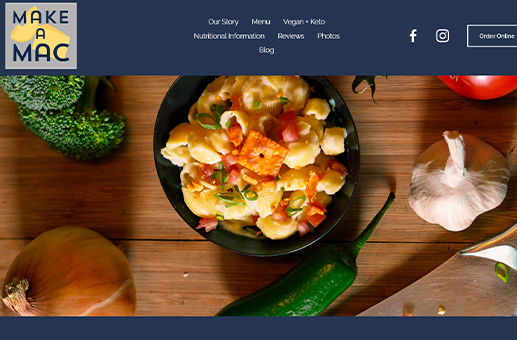 MAKE
A
MAC
Our Story Menu Vegan + Keto
Nutritional Information Reviews Photos
Blog
Order Online